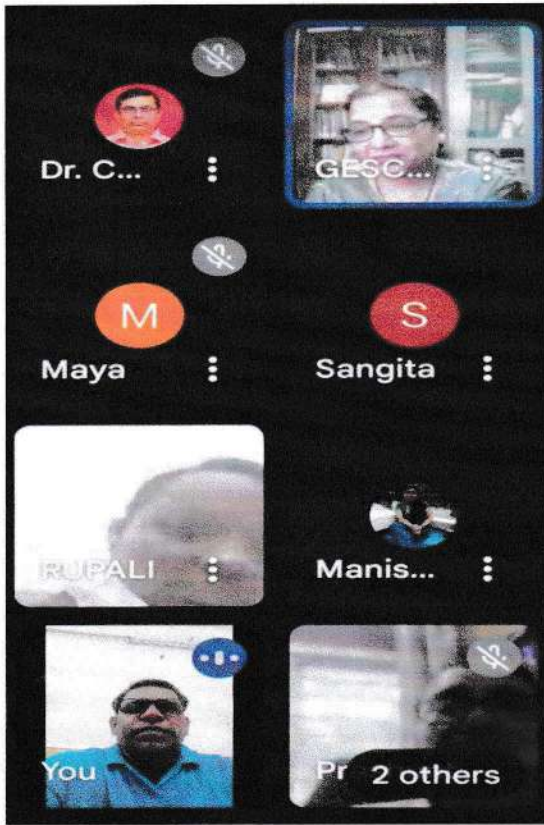 Dr. C...
GESC...
M
Maya
S
Sangita
RUPALI
Manis...
You
Pr
2 others